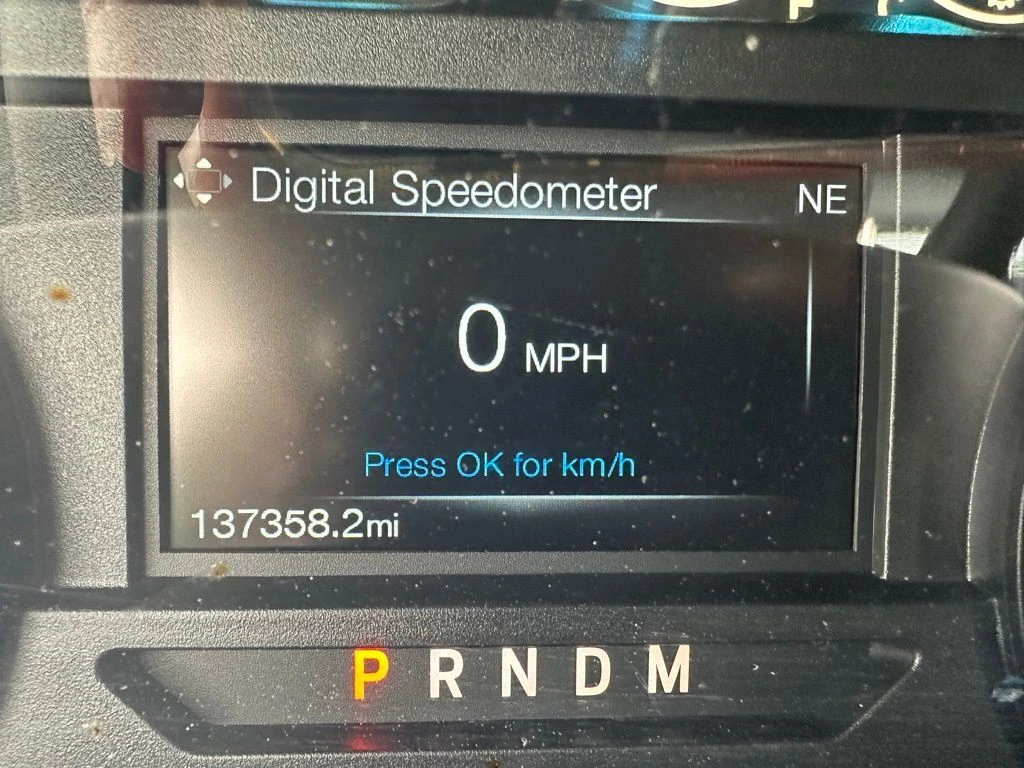 F
Digital Speedometer NE
0 MPH
Press OK for km/h
137358.2mi
P R N D M